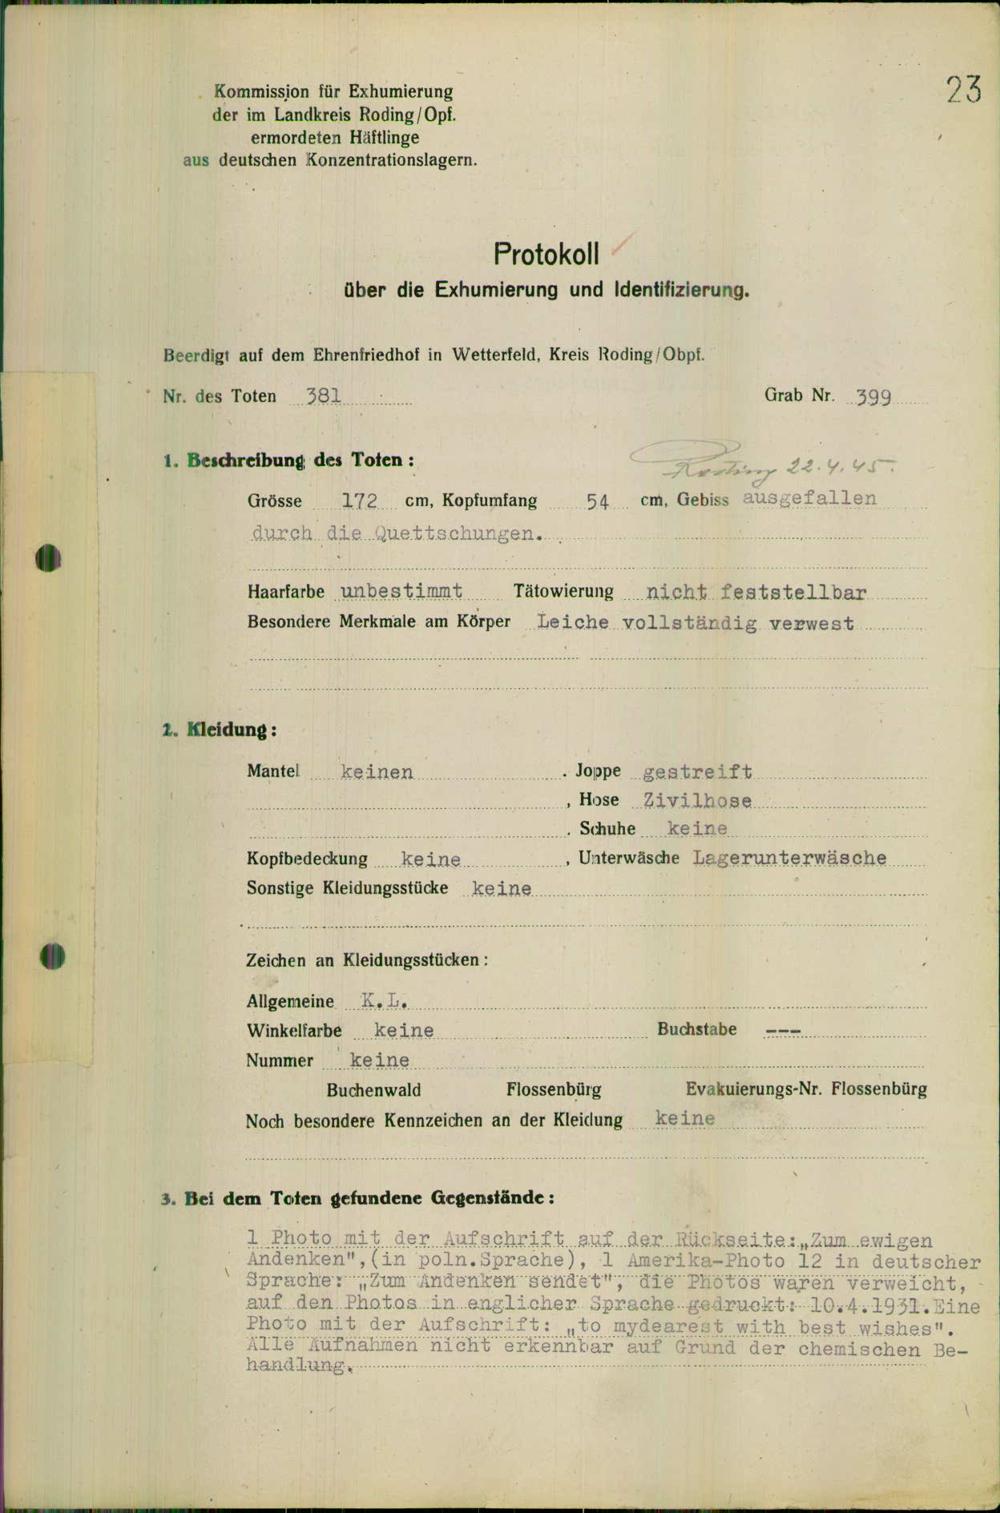 23
Kommission für Exhumierung
der im Landkreis Roding/Opf.
ermordeten Häftlinge
aus deutschen Konzentrationslagern.
Protokoll
über die Exhumierung und Identifizierung.
Beerdigt auf dem Ehrenfriedhof in Wetterfeld, Kreis Roding/Obpf.
Nr. des Toten 381 Grab Nr. 399
1. Beschreibung des Toten:
Roding 22.4.45.
Grösse 172 cm, Kopfumfang 54 cm, Gebiss ausgefallen
durch die Quettschungen.
Haarfarbe unbestimmt Tätowierung nicht feststellbar
Besondere Merkmale am Körper Leiche vollständig verwest
2. Kleidung:
Mantel keinen. Joppe gestreift
, Hose Zivilhose
. Schuhe keine
Kopfbedeckung keine, Unterwäsche Lagerunterwäsche
Sonstige Kleidungsstücke keine
Zeichen an Kleidungsstücken:
Allgemeine K.L.
Winkelfarbe keine Buchstabe ---
Nummer keine
Buchenwald Flossenbürg Evakuierungs-Nr. Flossenbürg
Noch besondere Kennzeichen an der Kleidung keine
3. Bei dem Toten gefundene Gegenstände:
1 Photo mit der Aufschrift auf der Rückseite: „Zum ewigen
Andenken",(in poln.Sprache), 1 Amerika-Photo 12 in deutscher
Sprache: „Zum Andenken sendet", die Photos waren verweicht,
auf den Photos in englicher Sprache gedruckt: 10.4.1931.Eine
Photo mit der Aufschrift: „to mydearest with best wishes".
Alle Aufnahmen nicht erkennbar auf Grund der chemischen Be-
handlung.